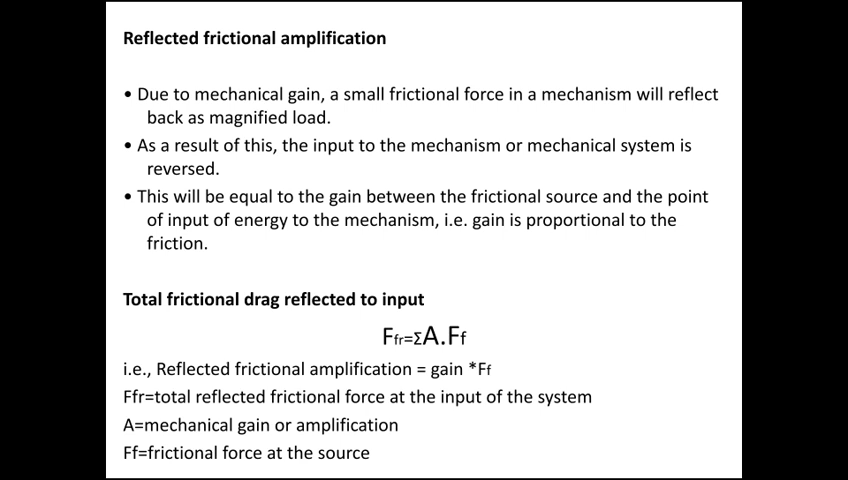 Reflected frictional amplification
• Due to mechanical gain, a small frictional force in a mechanism will reflect
back as magnified load.
• As a result of this, the input to the mechanism or mechanical system is
reversed.
• This will be equal to the gain between the frictional source and the point
of input of energy to the mechanism, i.e. gain is proportional to the
friction.
Total frictional drag reflected to input
Ffr=ΣA.Ff
i.e., Reflected frictional amplification = gain *Ff
Ffr=total reflected frictional force at the input of the system
A=mechanical gain or amplification
Ff=frictional force at the source